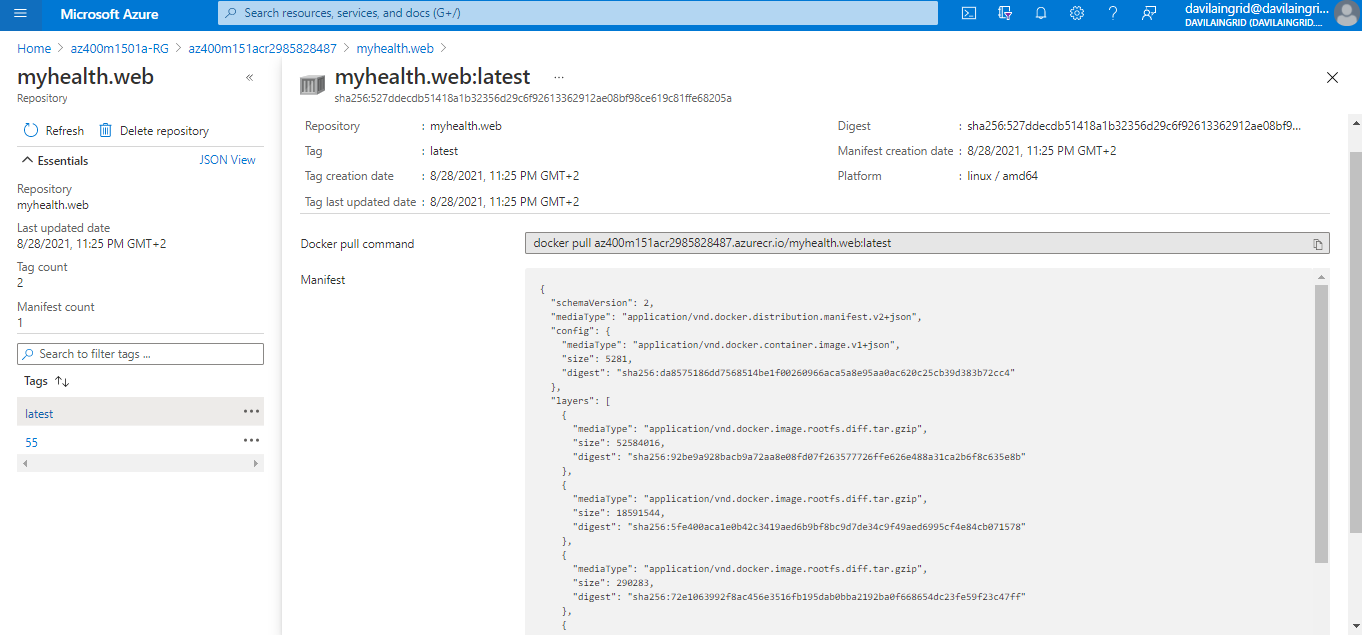 Microsoft Azure
Search resources, services, and docs (G+/)
davilaingrid@davilaingri...
DAVILAINGRID (DAVILAINGRID....
Home > az400m1501a-RG > az400m151acr2985828487 > myhealth.web >
myhealth.web
Repository
«
Refresh
Delete repository
Essentials
JSON View
Repository
myhealth.web
Last updated date
8/28/2021, 11:25 PM GMT+2
Tag count
2
Manifest count
1
Search to filter tags ...
Tags ↑↓
latest ...
55 ...
myhealth.web:latest ...
sha256:527ddecdb51418a1b32356d29c6f92613362912ae08bf98ce619c81ffe68205a
Repository : myhealth.web
Tag : latest
Tag creation date : 8/28/2021, 11:25 PM GMT+2
Tag last updated date : 8/28/2021, 11:25 PM GMT+2
Digest : sha256:527ddecdb51418a1b32356d29c6f92613362912ae08bf9...
Manifest creation date : 8/28/2021, 11:25 PM GMT+2
Platform : linux / amd64
Docker pull command
docker pull az400m151acr2985828487.azurecr.io/myhealth.web:latest
Manifest
{
"schemaVersion": 2,
"mediaType": "application/vnd.docker.distribution.manifest.v2+json",
"config": {
"mediaType": "application/vnd.docker.container.image.v1+json",
"size": 5281,
"digest": "sha256:da8575186dd7568514be1f00260966aca5a8e95aa0ac620c25cb39d383b72cc4"
},
"layers": [
{
"mediaType": "application/vnd.docker.image.rootfs.diff.tar.gzip",
"size": 52584016,
"digest": "sha256:92be9a928bacb9a72aa8e08fd07f263577726ffe626e488a31ca2b6f8c635e8b"
},
{
"mediaType": "application/vnd.docker.image.rootfs.diff.tar.gzip",
"size": 18591544,
"digest": "sha256:5fe400aca1e0b42c3419aed6b9bf8bc9d7de34c9f49aed6995cf4e84cb071578"
},
{
"mediaType": "application/vnd.docker.image.rootfs.diff.tar.gzip",
"size": 290283,
"digest": "sha256:72e1063992f8ac456e3516fb195dab0bba2192ba0f668654dc23fe59f23c47ff"
},
{